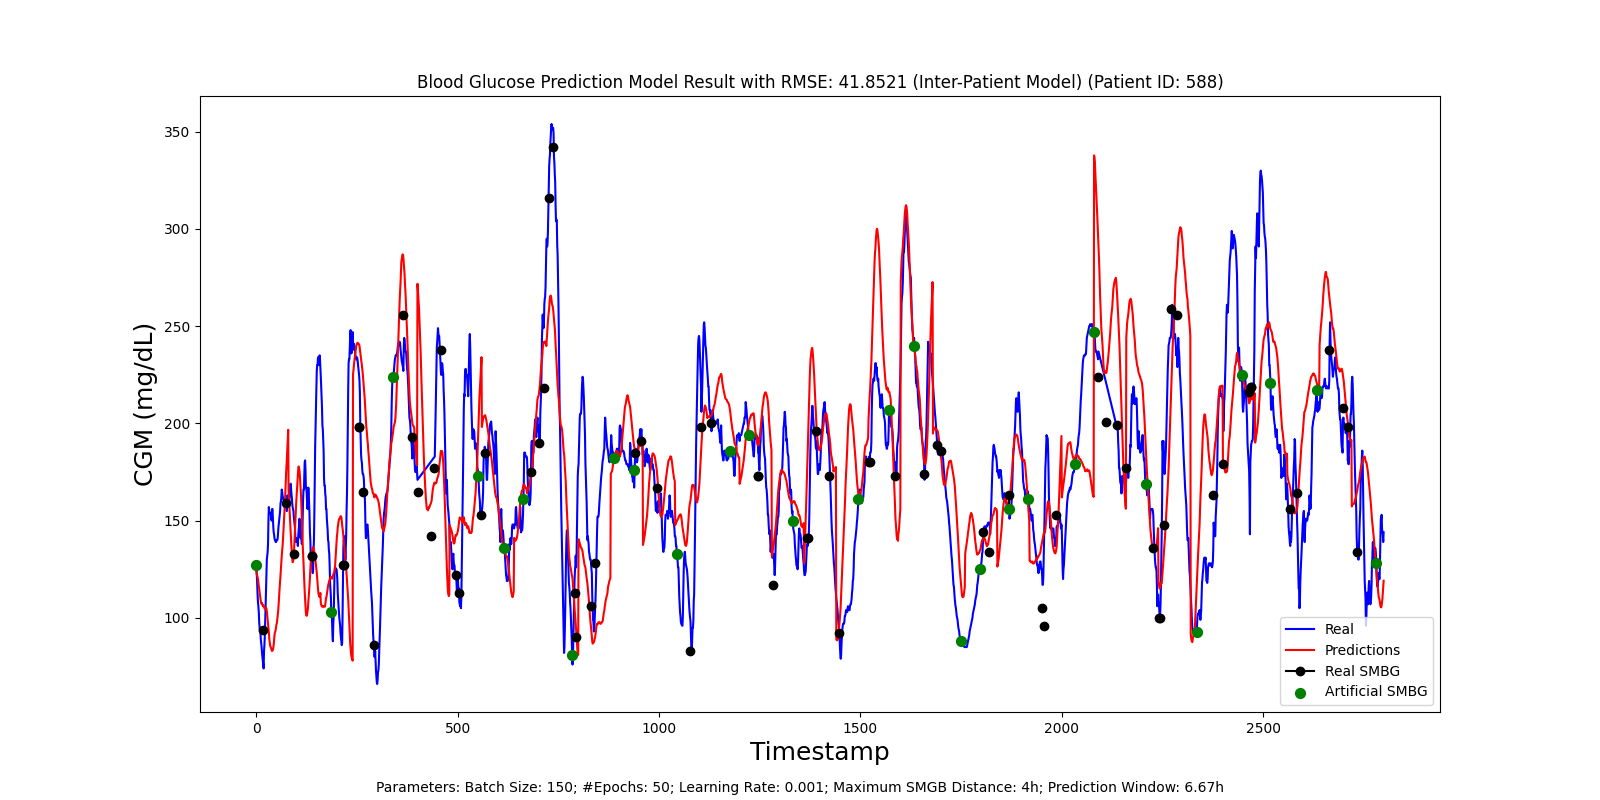 Blood Glucose Prediction Model Result with RMSE: 41.8521 (Inter-Patient Model) (Patient ID: 588)
CGM (mg/dL)
350
300
250
200
150
100
0
500
1000
1500
2000
2500
Timestamp
Real
Predictions
Real SMBG
Artificial SMBG
Parameters: Batch Size: 150; #Epochs: 50; Learning Rate: 0.001; Maximum SMGB Distance: 4h; Prediction Window: 6.67h